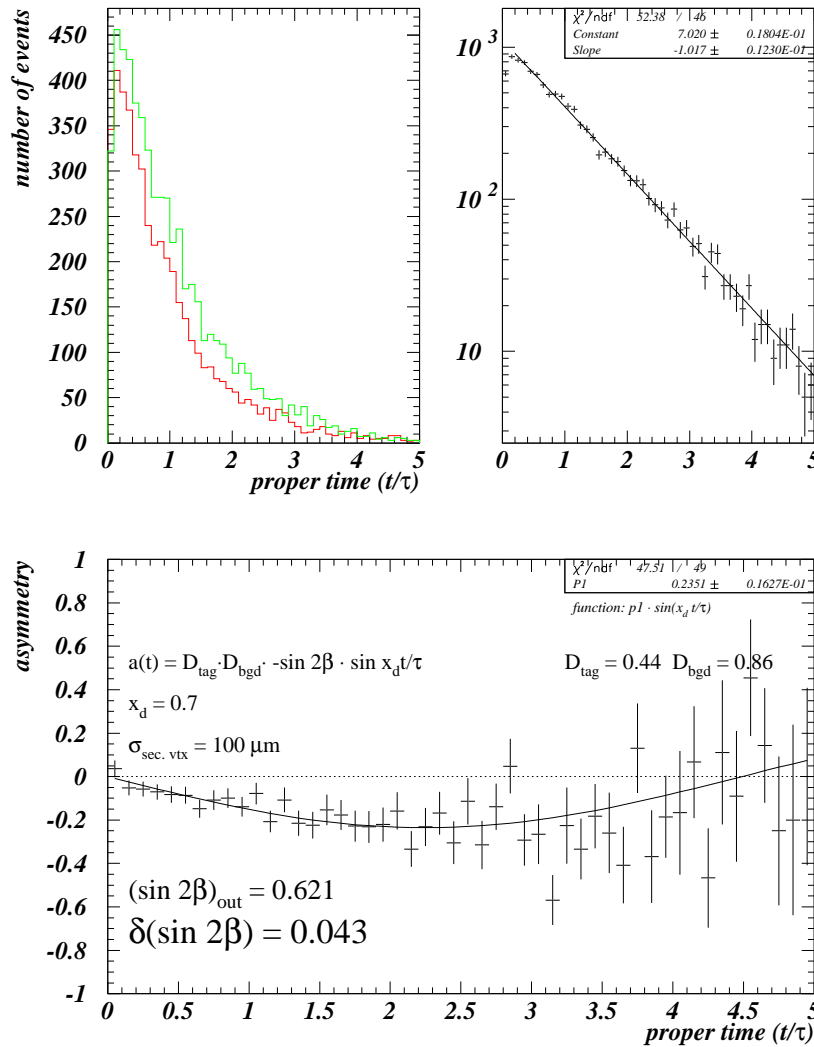 number of events
450
400
350
300
250
200
150
100
50
0
0 1 2 3 4 5
proper time (t/τ)
χ²/ndf 52.38 / 46
Constant 7.020 ± 0.1804E-01
Slope -1.017 ± 0.1230E-01
10³
10²
10
0 1 2 3 4 5
proper time (t/τ)
asymmetry
1
0.8
0.6
0.4
0.2
0
-0.2
-0.4
-0.6
-0.8
-1
χ²/ndf 47.51 / 49
P1 0.2351 ± 0.1627E-01
function: p1 · sin(x_d t/τ)
a(t) = D_tag·D_bgd· -sin 2β · sin x_d t/τ
D_tag = 0.44 D_bgd = 0.86
x_d = 0.7
σ_sec. vtx = 100 μm
(sin 2β)_out = 0.621
δ(sin 2β) = 0.043
0 0.5 1 1.5 2 2.5 3 3.5 4 4.5 5
proper time (t/τ)